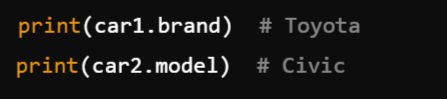 print(car1.brand)  # Toyota
print(car2.model)  # Civic